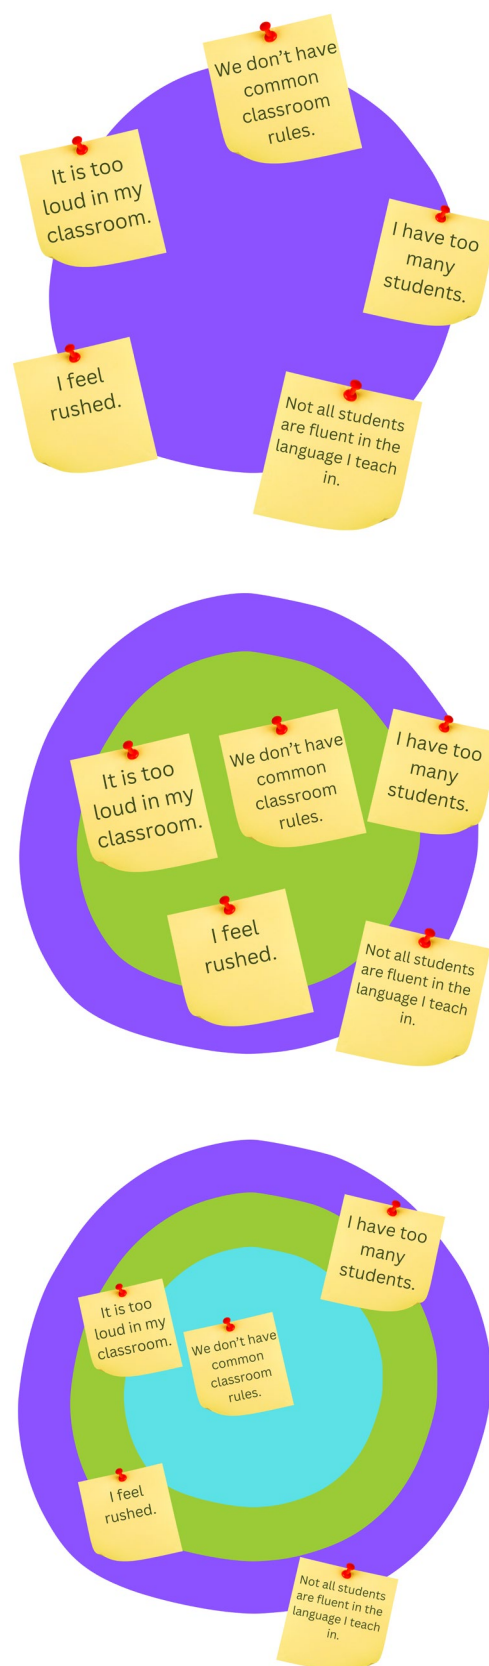 We don't have
common
classroom
rules.
It is too
loud in my
classroom.
I have too
many
students.
I feel
rushed.
Not all students
are fluent in the
language I teach
in.
It is too
loud in my
classroom.
We don't have
common
classroom
rules.
I have too
many
students.
I feel
rushed.
Not all students
are fluent in the
language I teach
in.
I have too
many
students.
It is too
loud in my
classroom.
We don't have
common
classroom
rules.
I feel
rushed.
Not all students
are fluent in the
language I teach
in.